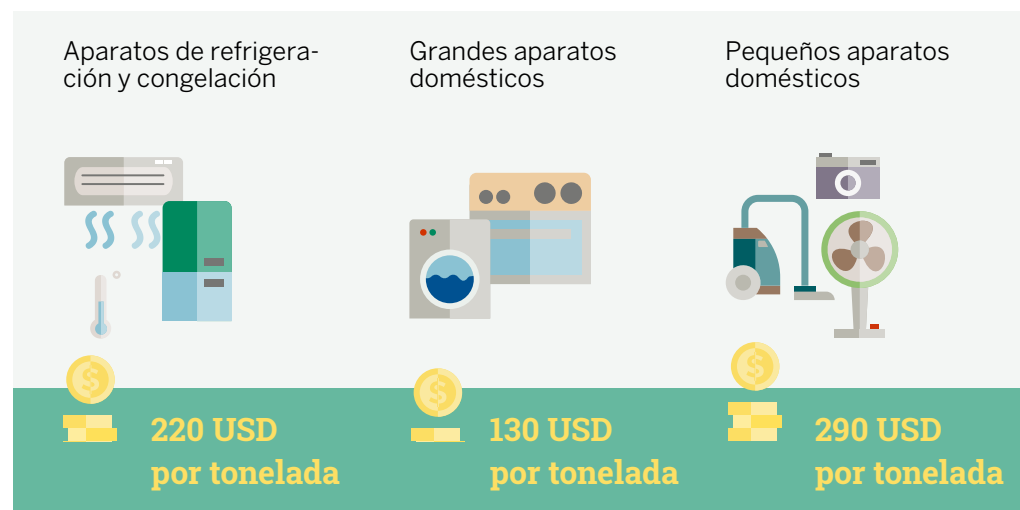 Aparatos de refrigera-
ción y congelación
Grandes aparatos
domésticos
Pequeños aparatos
domésticos
220 USD
por tonelada
130 USD
por tonelada
290 USD
por tonelada